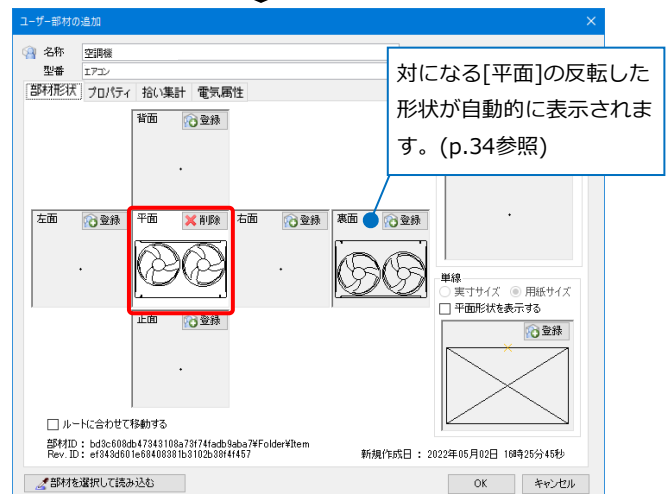 ユーザー部材の追加
名称 空調機
型番 エアコン
対になる[平面]の反転した
形状が自動的に表示されま
す。(p.34参照)
部材形状 プロパティ 拾い集計 電気属性
背面 登録
左面 登録 平面 削除 右面 登録 裏面 登録
正面 登録
単線
実寸サイズ 用紙サイズ
平面形状を表示する
登録
ルートに合わせて移動する
部材ID : bd3c608db47343108a73f74fadb9aba7¥Folder¥Item
Rev. ID : ef343d601e68408381b3102b38f4f457
新規作成日 : 2022年05月02日 16時25分45秒
部材を選択して読み込む OK キャンセル